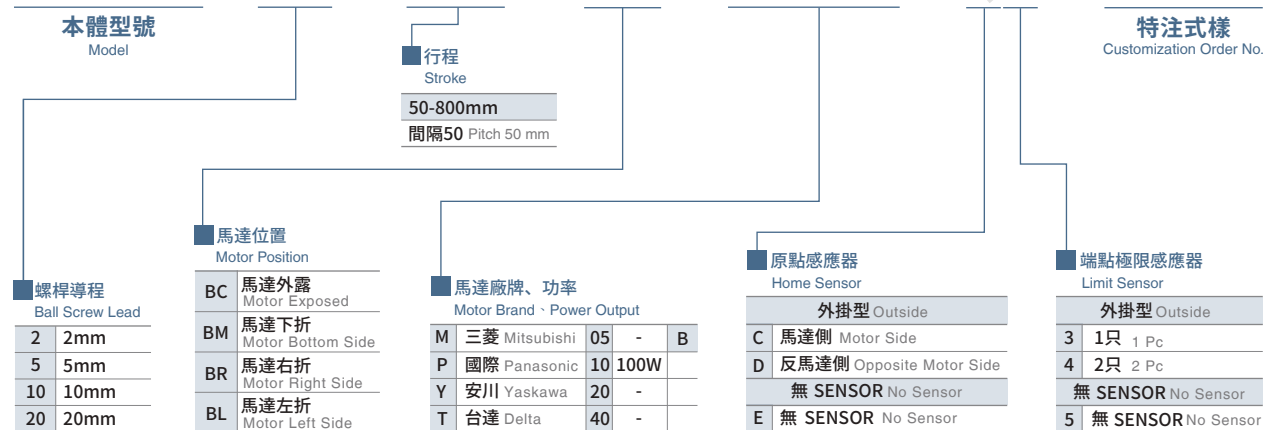 本體型號
Model
特注式樣
Customization Order No.
行程
Stroke
50-800mm
間隔50 Pitch 50 mm
螺桿導程
Ball Screw Lead
2 2mm
5 5mm
10 10mm
20 20mm
馬達位置
Motor Position
BC 馬達外露
Motor Exposed
BM 馬達下折
Motor Bottom Side
BR 馬達右折
Motor Right Side
BL 馬達左折
Motor Left Side
馬達廠牌、功率
Motor Brand、Power Output
M 三菱 Mitsubishi 05 - B
P 國際 Panasonic 10 100W
Y 安川 Yaskawa 20 -
T 台達 Delta 40 -
原點感應器
Home Sensor
外掛型 Outside
C 馬達側 Motor Side
D 反馬達側 Opposite Motor Side
無 SENSOR No Sensor
E 無 SENSOR No Sensor
端點極限感應器
Limit Sensor
外掛型 Outside
3 1只 1 Pc
4 2只 2 Pc
無 SENSOR No Sensor
5 無 SENSOR No Sensor